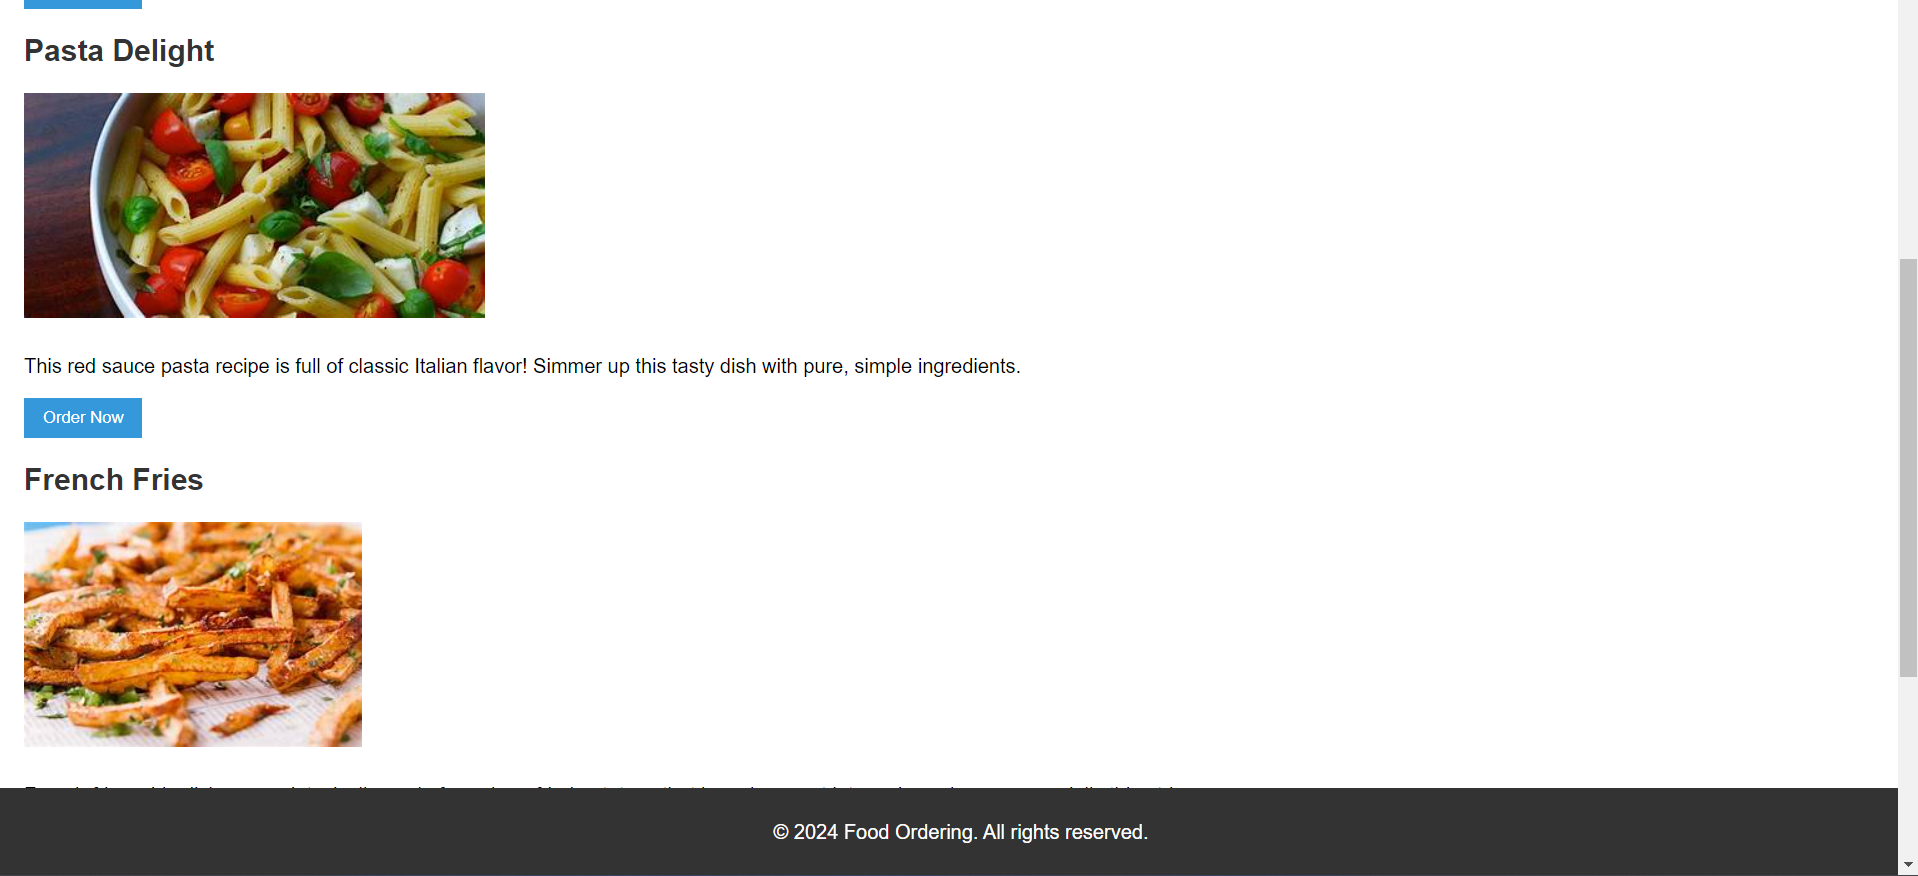 Pasta Delight
This red sauce pasta recipe is full of classic Italian flavor! Simmer up this tasty dish with pure, simple ingredients.
Order Now
French Fries
© 2024 Food Ordering. All rights reserved.